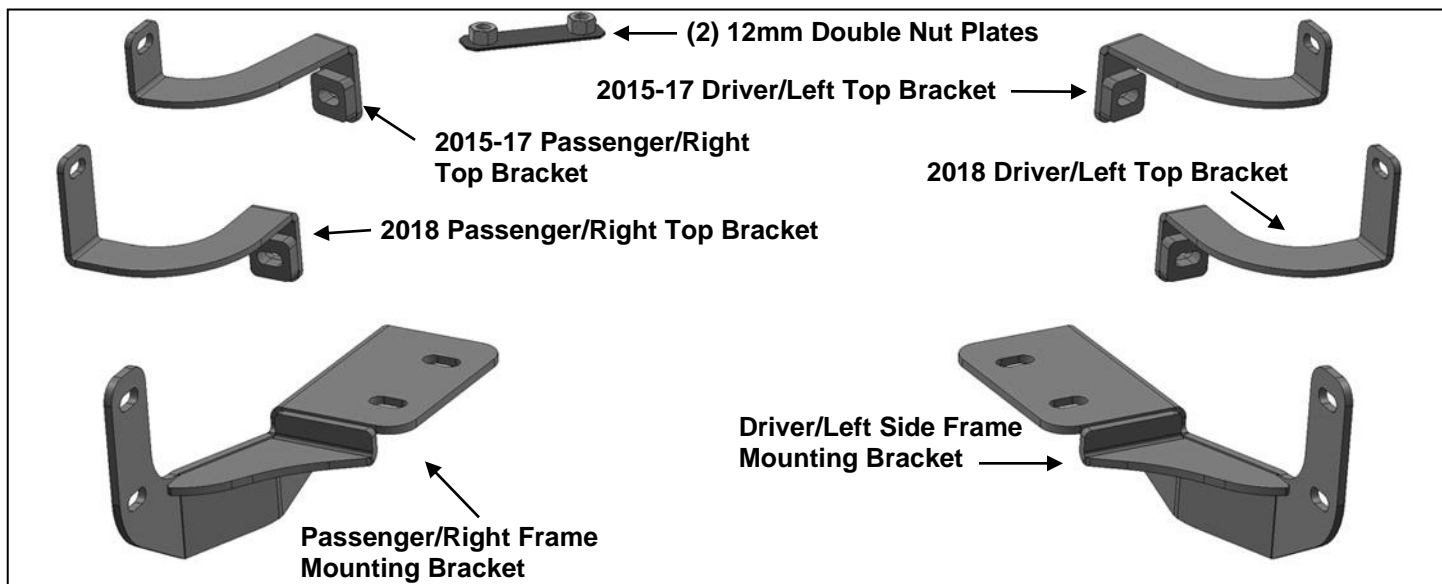 (2) 12mm Double Nut Plates
2015-17 Driver/Left Top Bracket
2015-17 Passenger/Right
Top Bracket
2018 Driver/Left Top Bracket
2018 Passenger/Right Top Bracket
Driver/Left Side Frame
Mounting Bracket
Passenger/Right Frame
Mounting Bracket